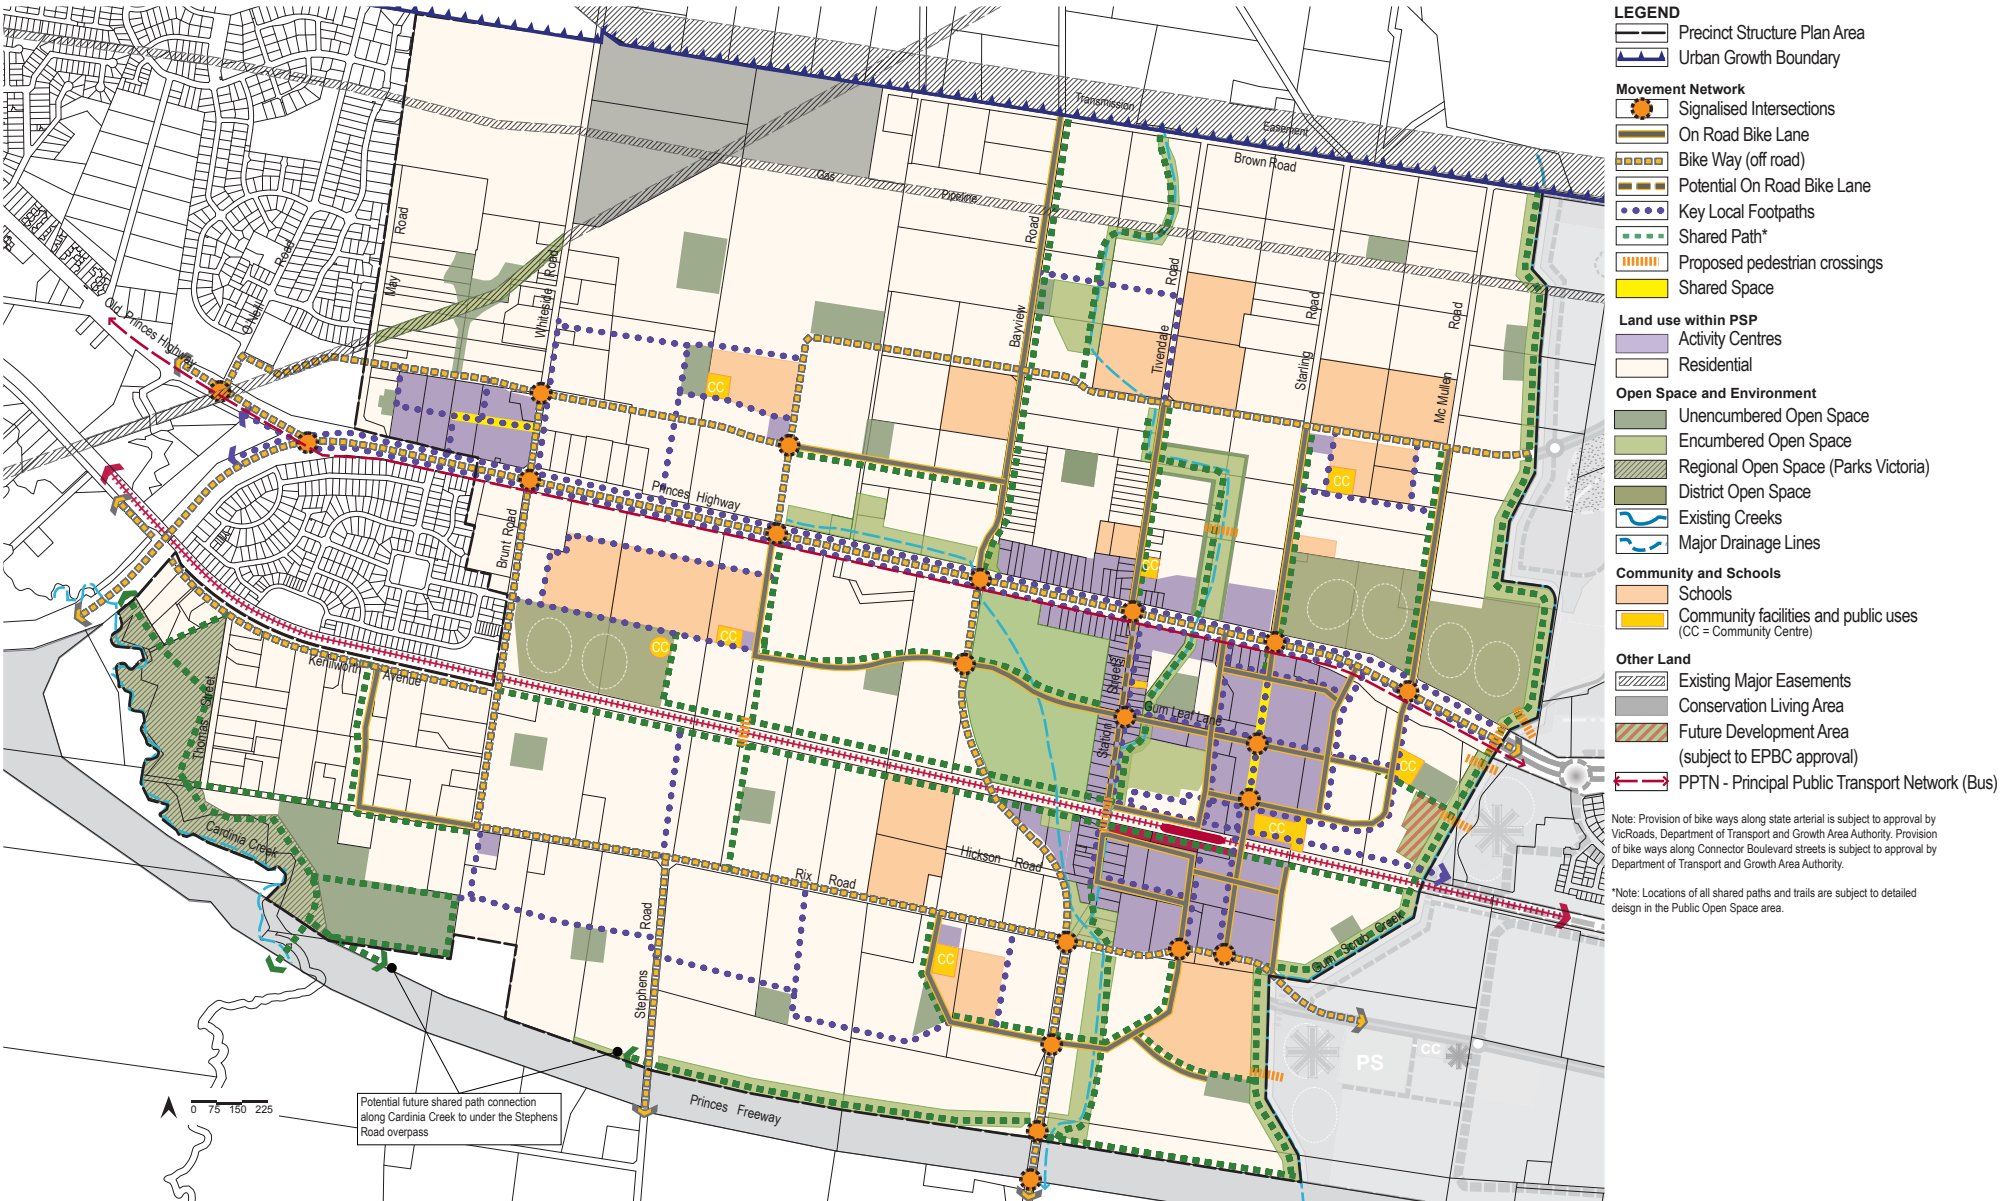 LEGEND
Precinct Structure Plan Area
Urban Growth Boundary
Movement Network
Signalised Intersections
On Road Bike Lane
Bike Way (off road)
Potential On Road Bike Lane
Key Local Footpaths
Shared Path*
Proposed pedestrian crossings
Shared Space
Land use within PSP
Activity Centres
Residential
Open Space and Environment
Unencumbered Open Space
Encumbered Open Space
Regional Open Space (Parks Victoria)
District Open Space
Existing Creeks
Major Drainage Lines
Community and Schools
Schools
Community facilities and public uses
(CC = Community Centre)
Other Land
Existing Major Easements
Conservation Living Area
Future Development Area
(subject to EPBC approval)
PPTN - Principal Public Transport Network (Bus)
Note: Provision of bike ways along state arterial is subject to approval by
VicRoads, Department of Transport and Growth Area Authority. Provision
of bike ways along Connector Boulevard streets is subject to approval by
Department of Transport and Growth Area Authority.
*Note: Locations of all shared paths and trails are subject to detailed
deisgn in the Public Open Space area.
Transmission
Easement
Brown Road
Gas
Pipeline
May Road
Whiteside Road
O'Neil Road
Old Princes Highway
Bayview Road
Tivendale Road
Starling Road
Mc Mullen Road
Princes Highway
Brunt Road
Kenilworth Avenue
Thomas Street
Cardinia Creek
Station Street
Gum Leaf Lane
Hickson Road
Rix Road
Stephens Road
Gum Scrub Creek
Princes Freeway
CC
CC
CC
CC
CC
CC
CC
CC
PS
CC
0 75 150 225
Potential future shared path connection
along Cardinia Creek to under the Stephens
Road overpass